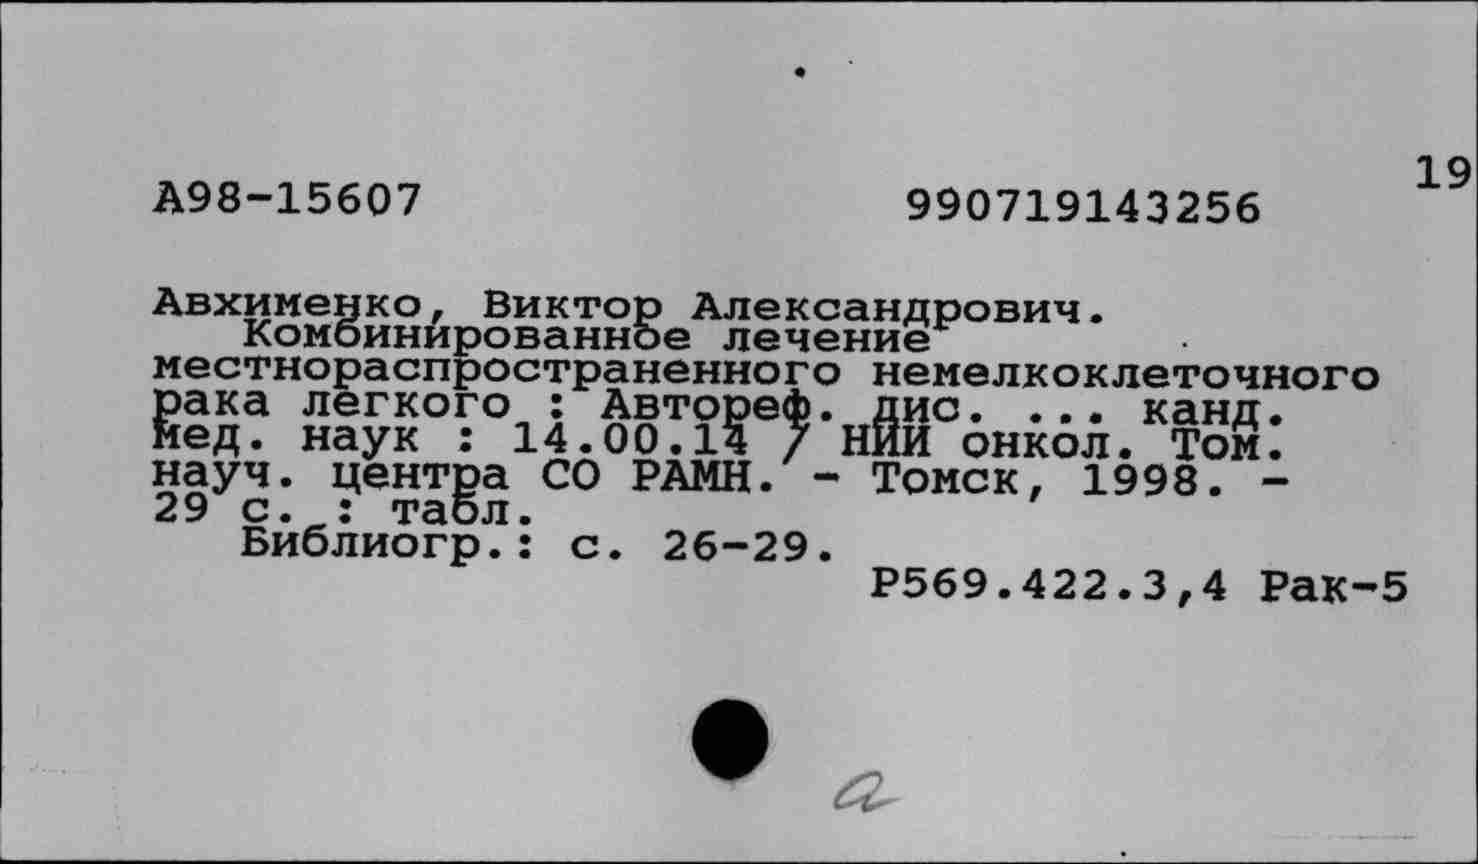 19
А98-15607 990719143256
Авхименко, Виктор Александрович.
Комбинированное лечение
местнораспространенного немелкоклеточного
рака легкого : Автореф. дис. ... канд.
мед. наук : 14.00.14 / НИИ онкол. Том.
науч. центра СО РАМН. - Томск, 1998. -
29 с. : табл.
Библиогр.: с. 26-29.
Р569.422.3,4 Рак-5
а